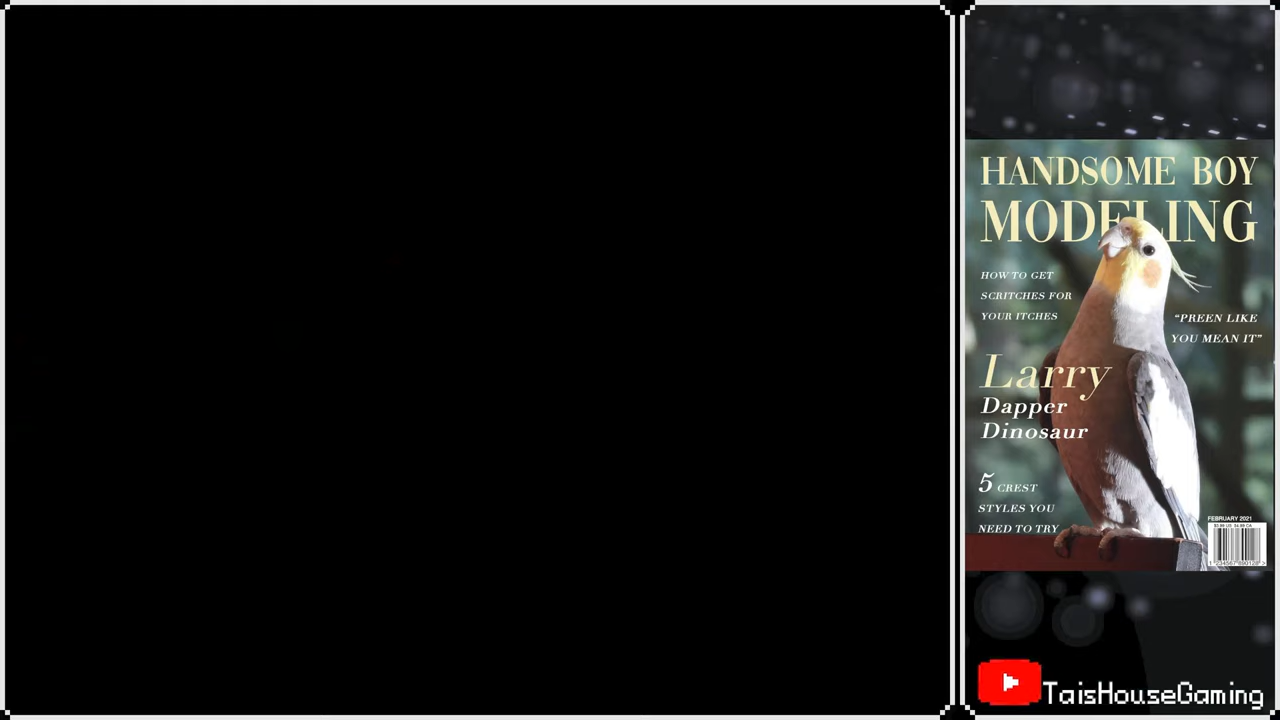 HANDSOME BOY
MODELING
HOW TO GET
SCRITCHES FOR
YOUR ITCHES
"PREEN LIKE
YOU MEAN IT"
Larry
Dapper
Dinosaur
5 CREST
STYLES YOU
NEED TO TRY
FEBRUARY 2021
TaisHouseGaming